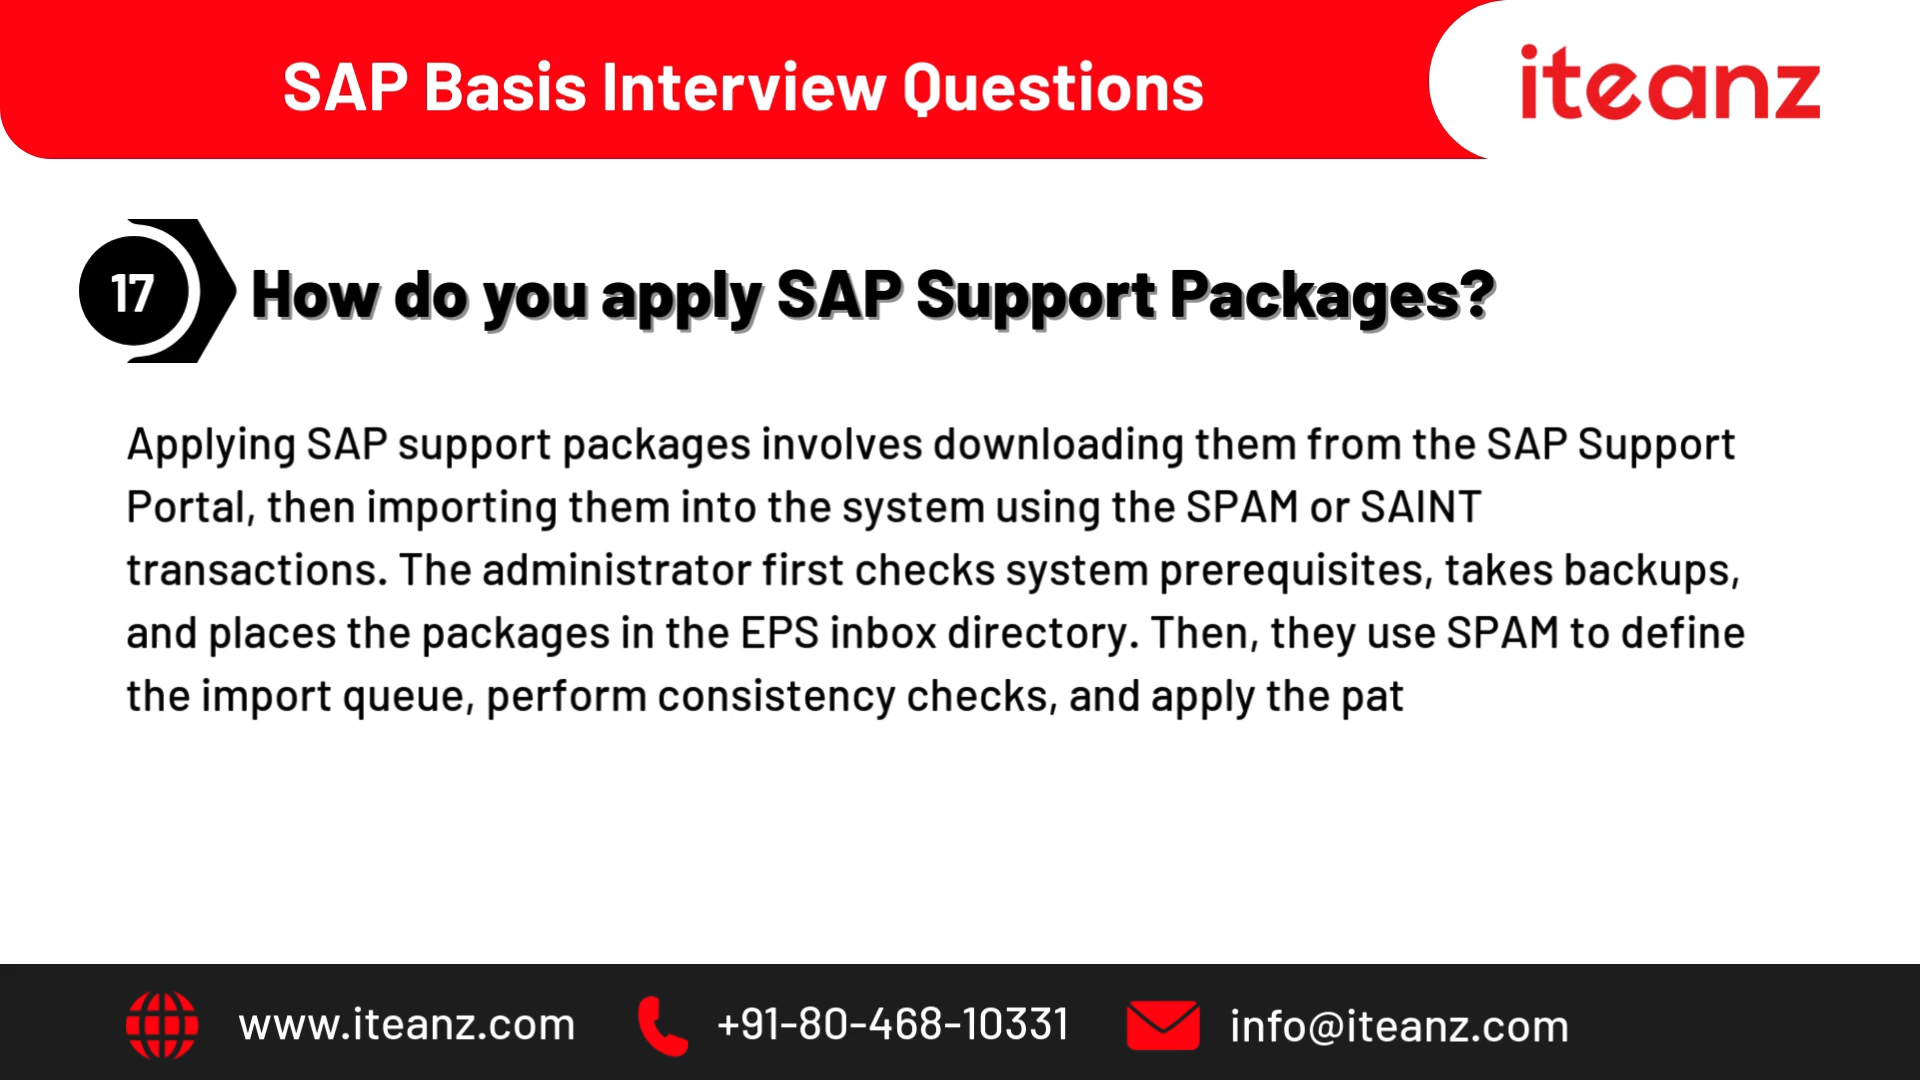 SAP Basis Interview Questions
iteanz
17
How do you apply SAP Support Packages?
Applying SAP support packages involves downloading them from the SAP Support
Portal, then importing them into the system using the SPAM or SAINT
transactions. The administrator first checks system prerequisites, takes backups,
and places the packages in the EPS inbox directory. Then, they use SPAM to define
the import queue, perform consistency checks, and apply the pat
www.iteanz.com
+91-80-468-10331
info@iteanz.com